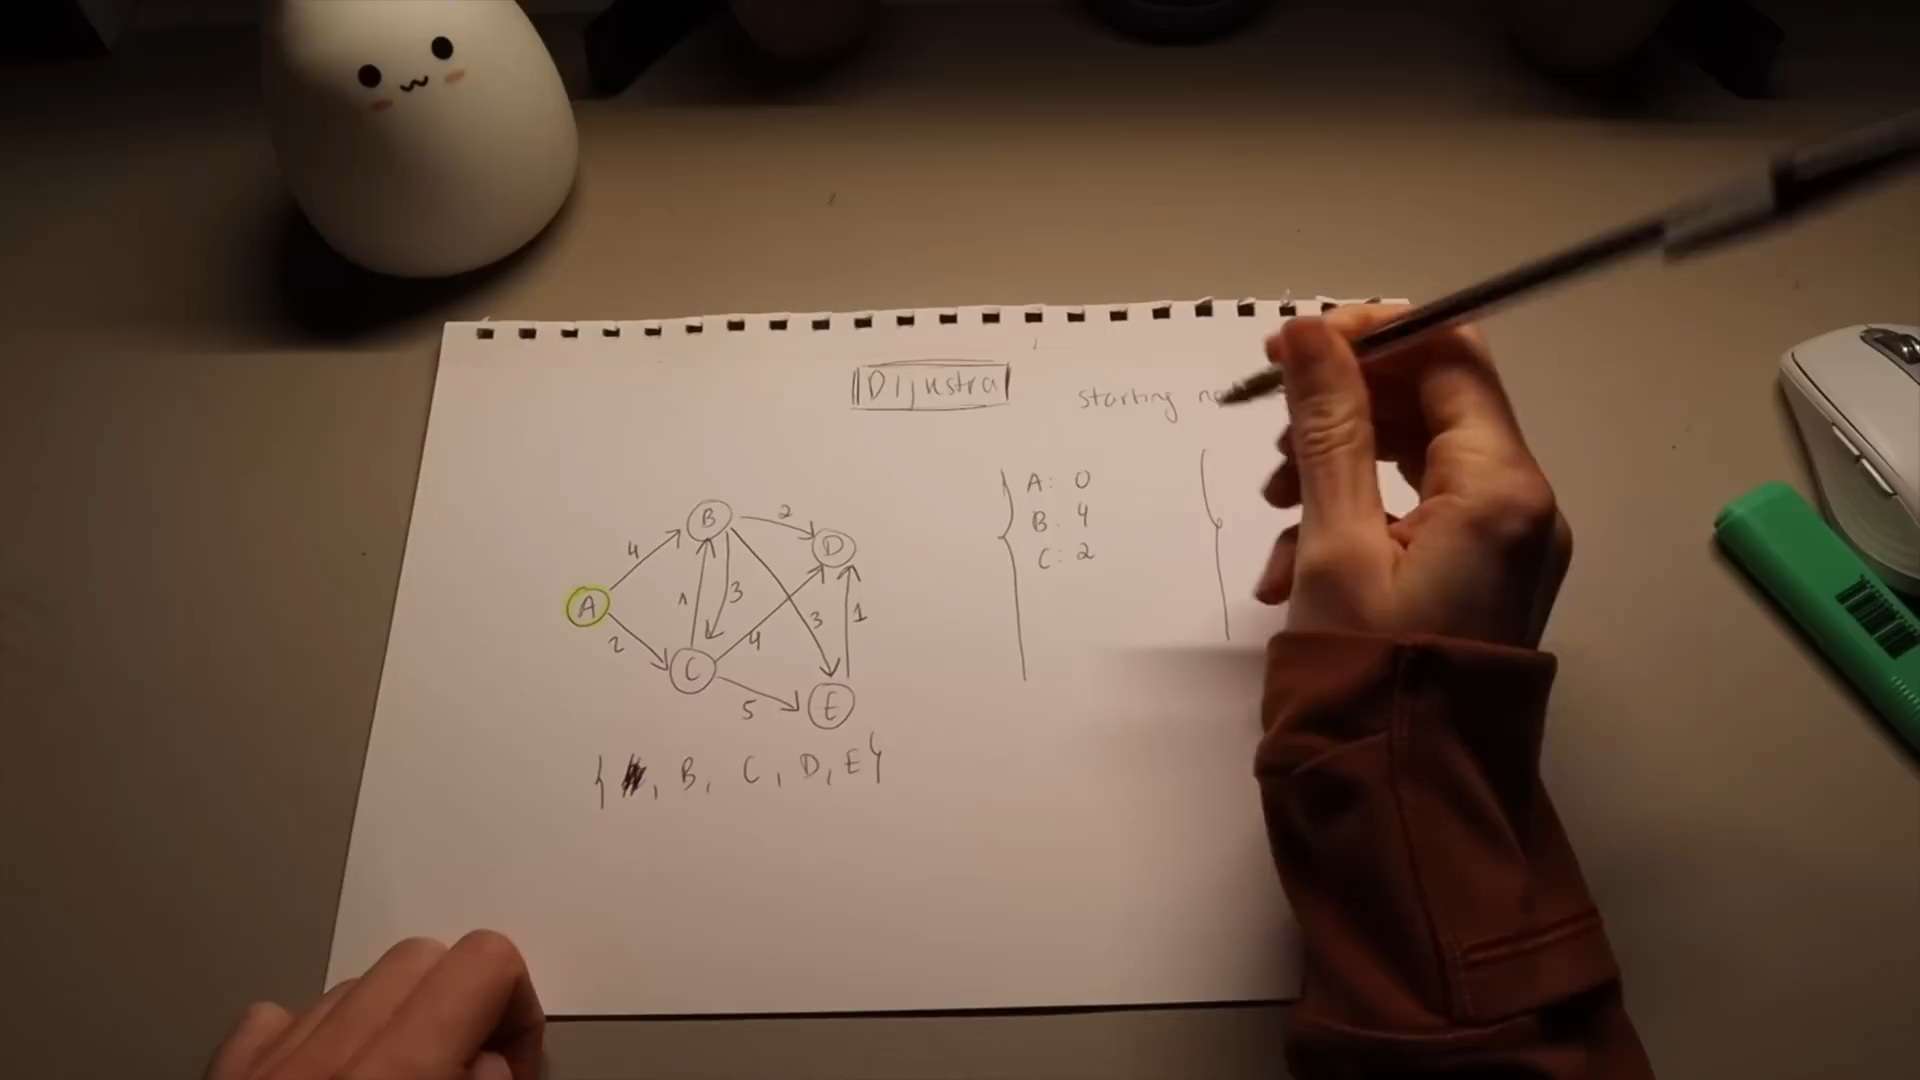 Dijkstra
starting
A: 0
B: 4
C: 2
B
2
D
4
A
1
3
3
1
2
4
C
5
E
{ , B, C, D, E}